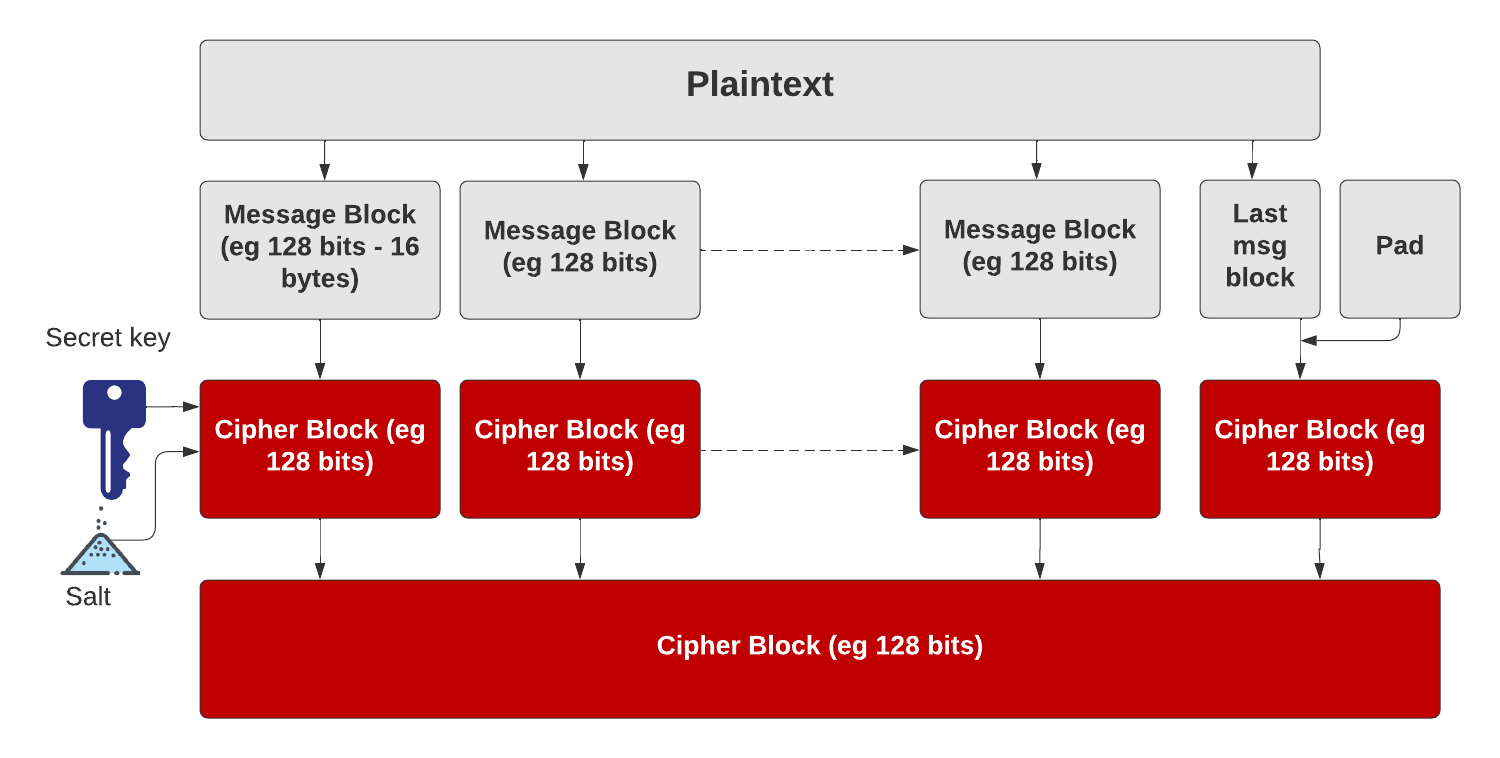 Plaintext
Message Block
(eg 128 bits - 16
bytes)
Message Block
(eg 128 bits)
Message Block
(eg 128 bits)
Last
msg
block
Pad
Secret key
Cipher Block (eg
128 bits)
Cipher Block (eg
128 bits)
Cipher Block (eg
128 bits)
Cipher Block (eg
128 bits)
Salt
Cipher Block (eg 128 bits)